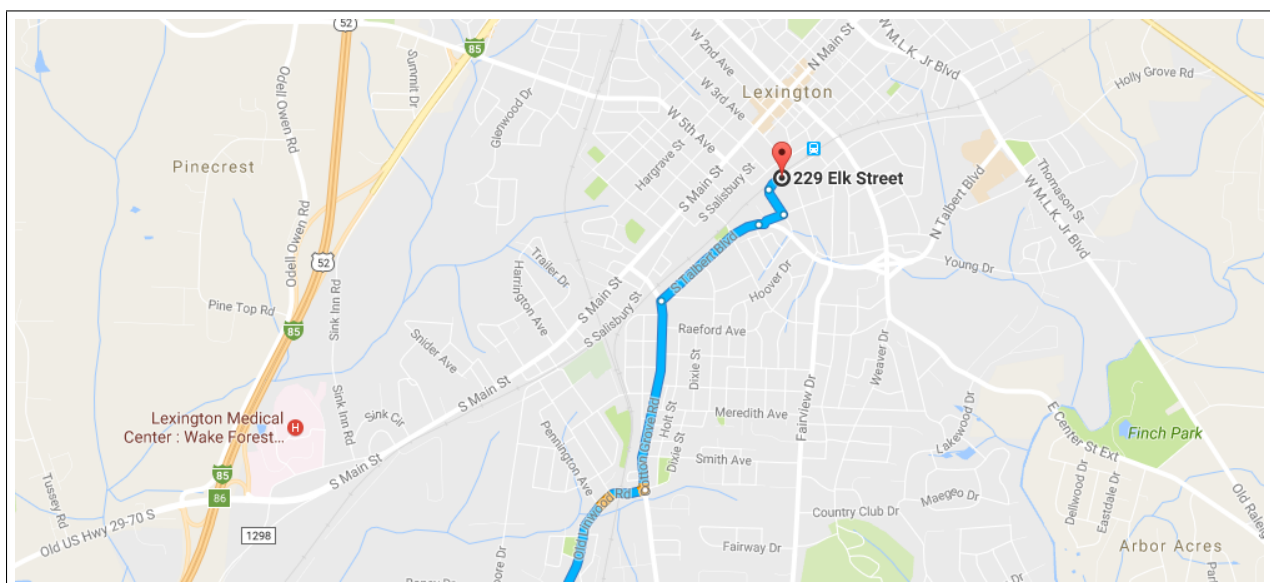 52
85
W 2nd Ave
N Main St
W M.L.K. Jr Blvd
Holly Grove Rd
Odell Owen Rd
Summit Dr
Glenwood Dr
W 3rd Ave
Lexington
W 5th Ave
Pinecrest
Hargrave St
S Main St
S Salisbury St
229 Elk Street
Thomason St
W M.L.K. Jr Blvd
N Talbert Blvd
Odell Owen Rd
52
Trailer Dr
Harrington Ave
S Talbert Blvd
Hoover Dr
Young Dr
Pine Top Rd
Sink Inn Rd
85
S Main St
S Salisbury St
Raeford Ave
Snider Ave
Dixie St
Weaver Dr
Fairview Dr
S Main St
Sink Inn Rd
Sink Cir
Lexington Medical
Center : Wake Forest...
H
Holt St
Meredith Ave
Lakewood Dr
E Center St Ext
Finch Park
Pennington Ave
Dixie St
Smith Ave
S Main St
85
86
Tussey Rd
Old Linwood Rd
Maegeo Dr
Dellwood Dr
Eastdale Dr
Country Club Dr
Old US Hwy 29-70 S
1298
Fairway Dr
Arbor Acres